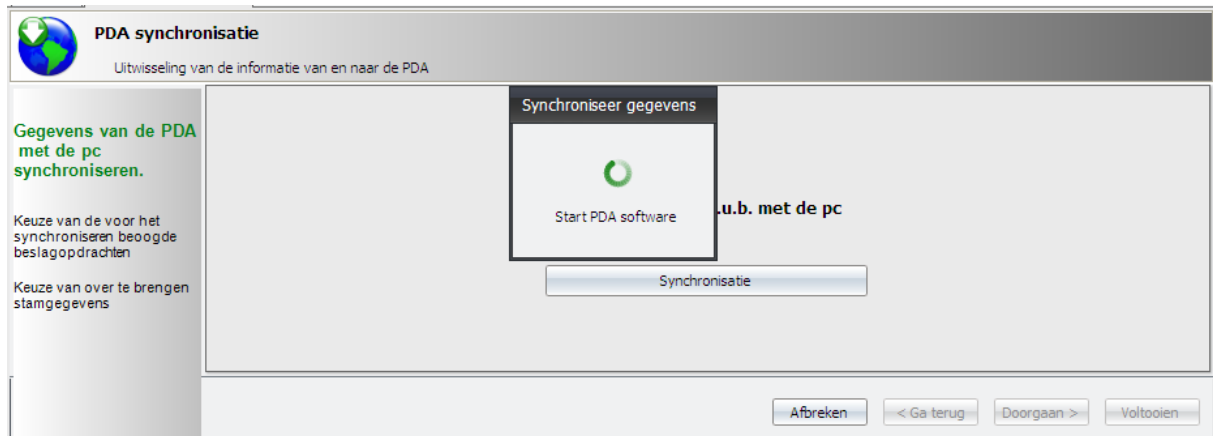 PDA synchronisatie
Uitwisseling van de informatie van en naar de PDA
Gegevens van de PDA
met de pc
synchroniseren.
Keuze van de voor het
synchroniseren beoogde
beslagopdrachten
Keuze van over te brengen
stamgegevens
Synchroniseer gegevens
Start PDA software
.u.b. met de pc
Synchronisatie
Afbreken
< Ga terug
Doorgaan >
Voltooien